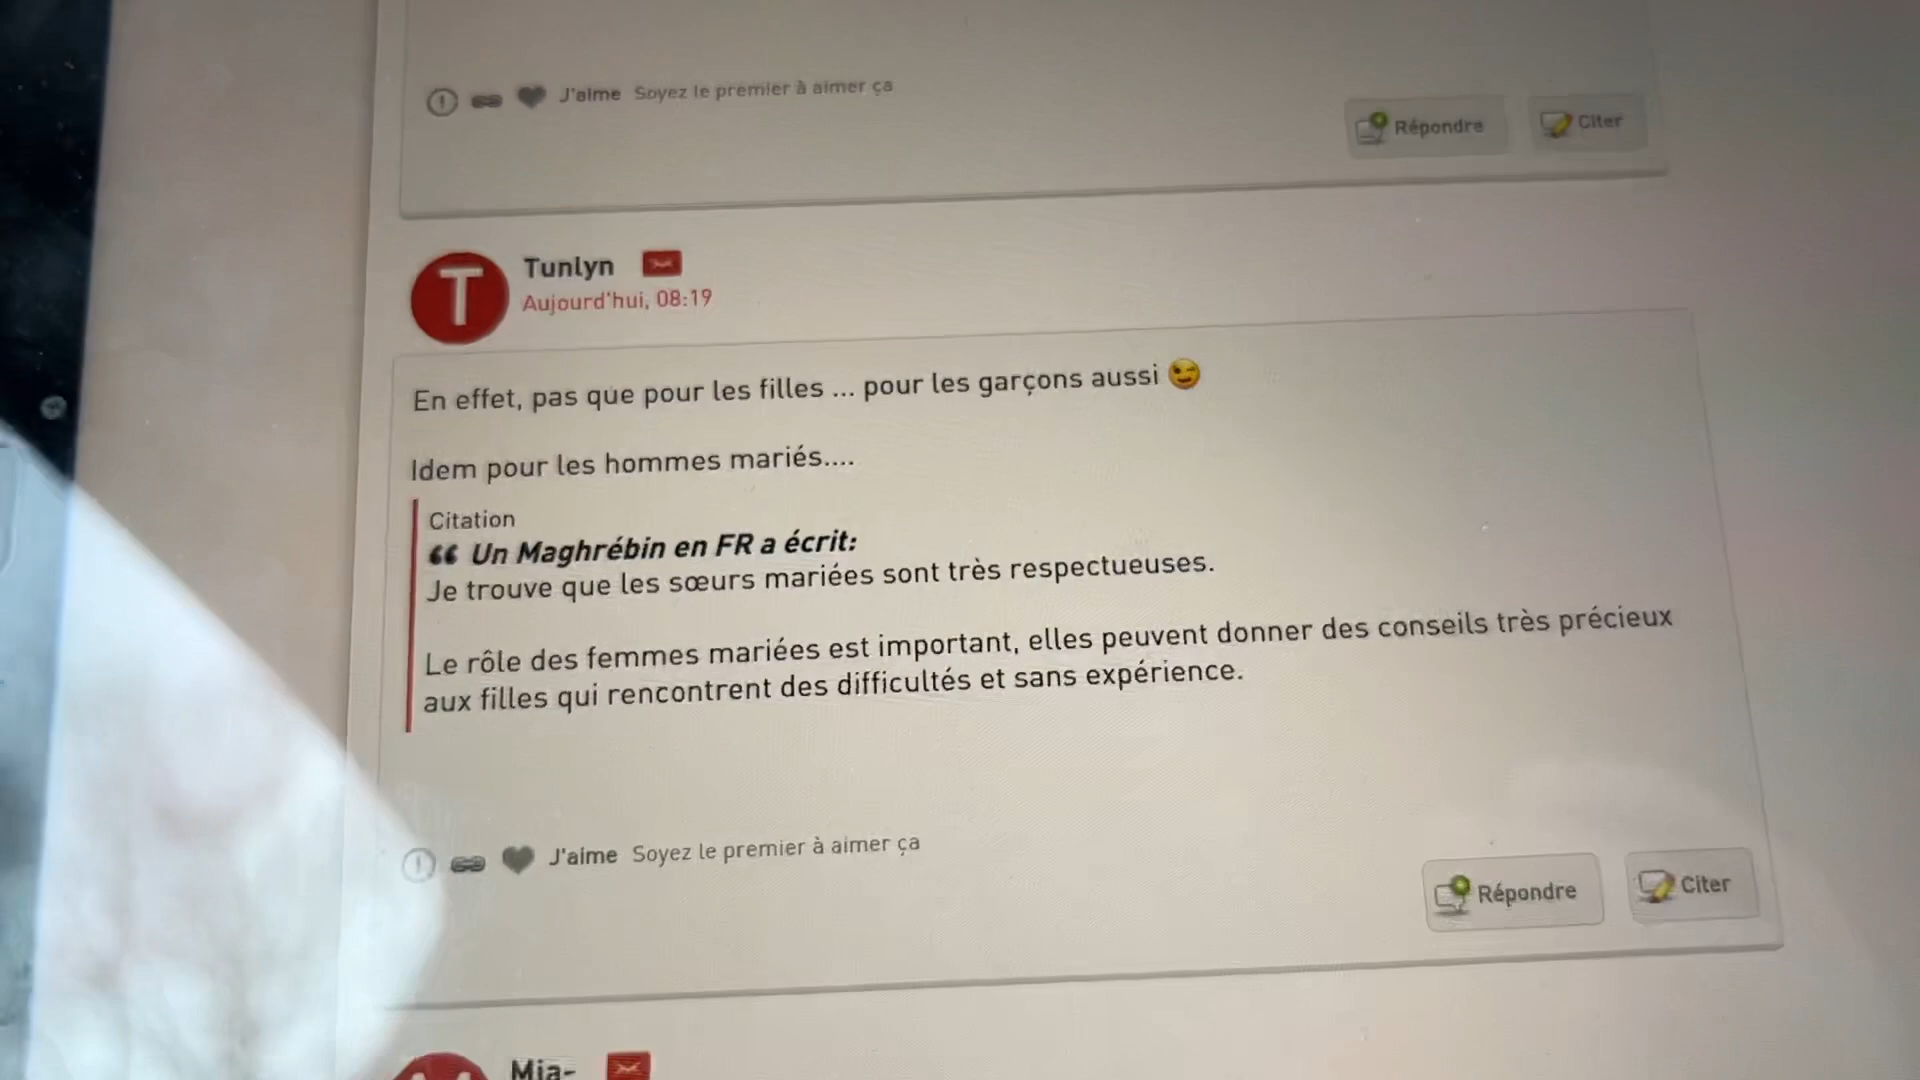 J'aime Soyez le premier à aimer ça
Répondre
Citer
T
Tunlyn
Aujourd'hui, 08:19
En effet, pas que pour les filles ... pour les garçons aussi 😉
Idem pour les hommes mariés....
Citation
❝ Un Maghrébin en FR a écrit:
Je trouve que les sœurs mariées sont très respectueuses.
Le rôle des femmes mariées est important, elles peuvent donner des conseils très précieux
aux filles qui rencontrent des difficultés et sans expérience.
J'aime Soyez le premier à aimer ça
Répondre
Citer
Mia-